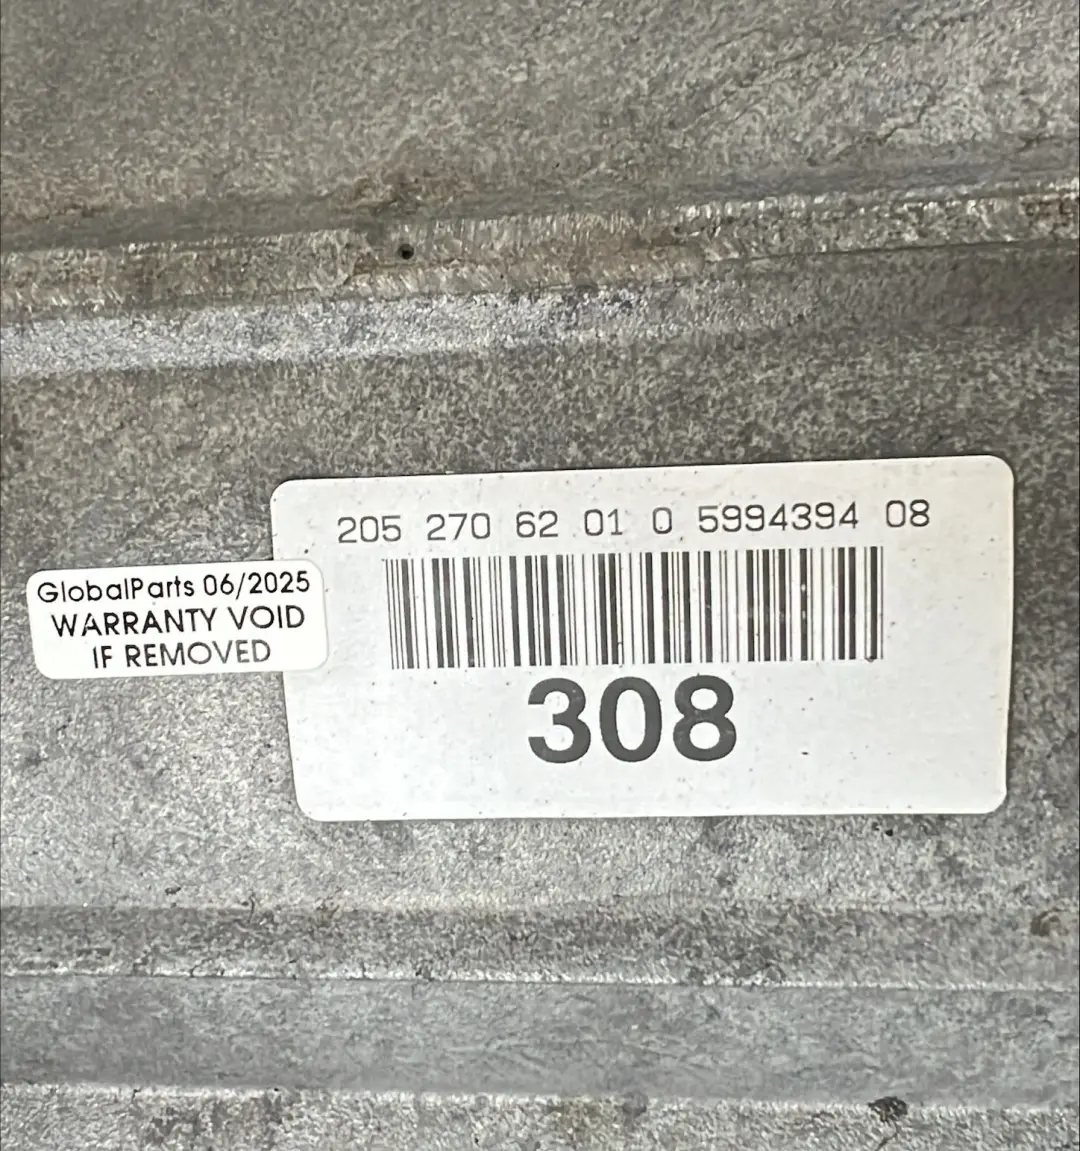 205 270 62 01 0 5994394 08
GlobalParts 06/2025
WARRANTY VOID
IF REMOVED
308